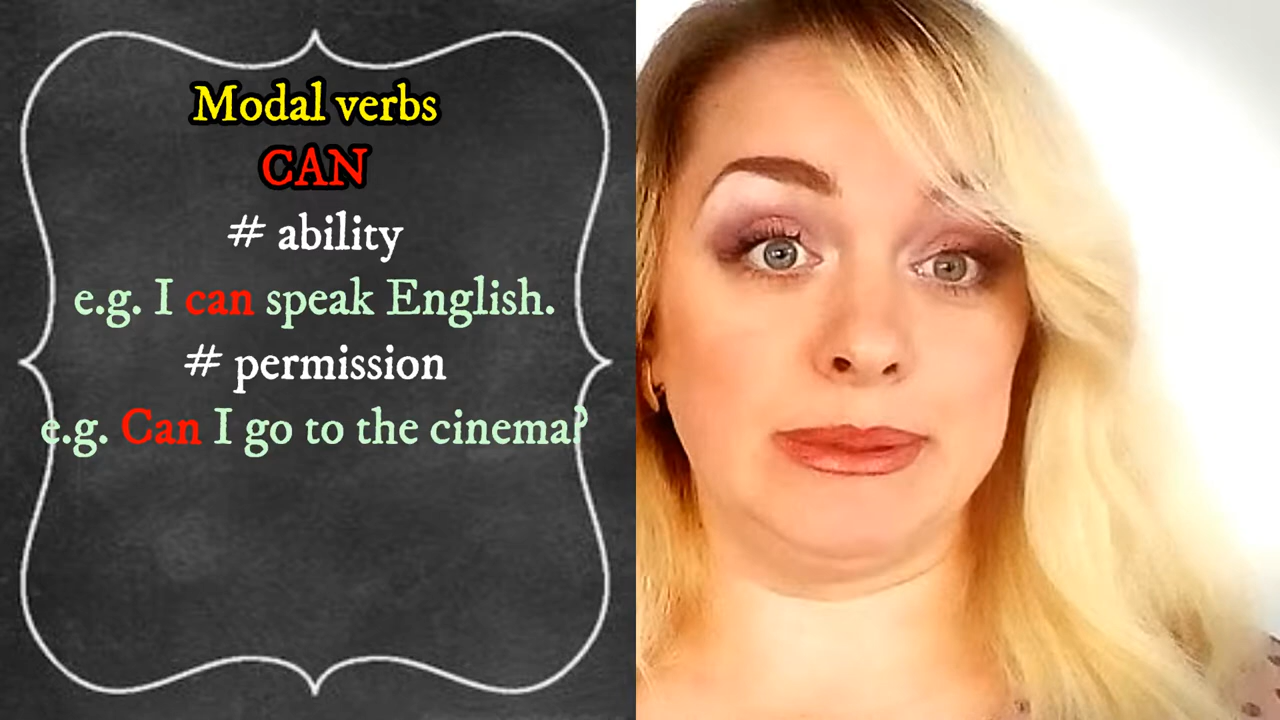 Modal verbs
CAN
# ability
e.g. I can speak English.
# permission
e.g. Can I go to the cinema?